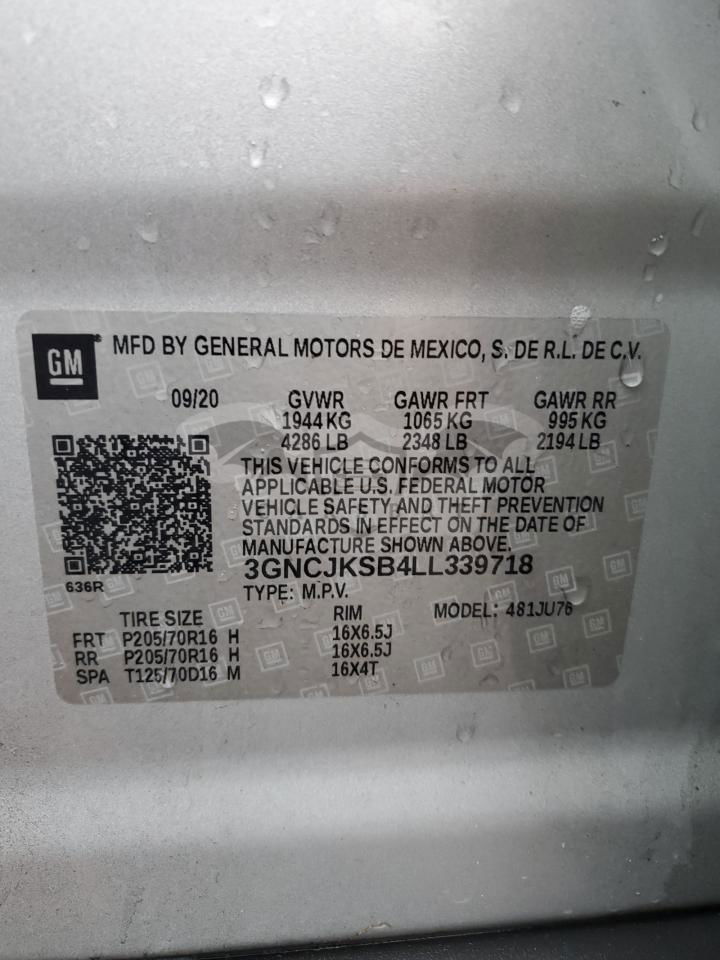 GM® MFD BY GENERAL MOTORS DE MEXICO, S. DE R.L. DE C.V.
09/20 GVWR GAWR FRT GAWR RR
1944 KG 1065 KG 995 KG
4286 LB 2348 LB 2194 LB
THIS VEHICLE CONFORMS TO ALL
APPLICABLE U.S. FEDERAL MOTOR
VEHICLE SAFETY AND THEFT PREVENTION
STANDARDS IN EFFECT ON THE DATE OF
MANUFACTURE SHOWN ABOVE.
3GNCJKSB4LL339718
636R
TYPE: M.P.V.
TIRE SIZE RIM MODEL: 481JU76
FRT P205/70R16 H 16X6.5J
RR P205/70R16 H 16X6.5J
SPA T125/70D16 M 16X4T